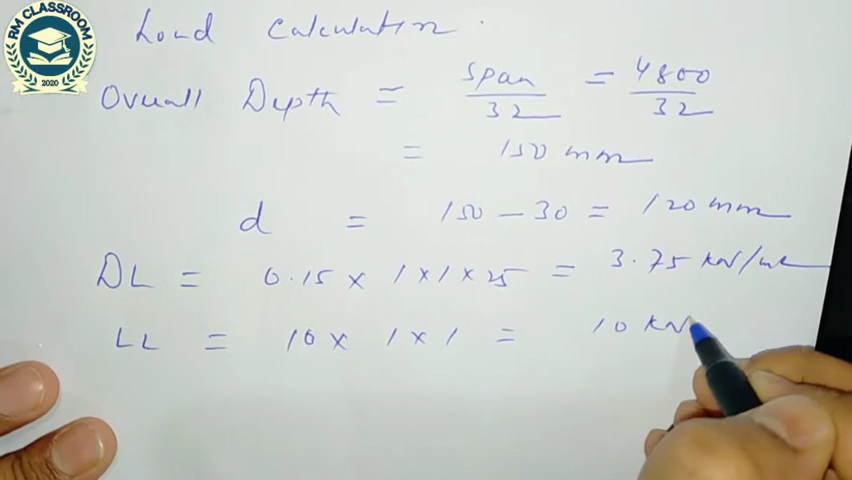 RM CLASSROOM
2020
Load Calculation.
Overall Depth = span/32 = 4800/32
= 150 mm
d = 150 - 30 = 120 mm
DL = 0.15 x 1 x 1 x 25 = 3.75 kN/m
LL = 10 x 1 x 1 = 10 kN